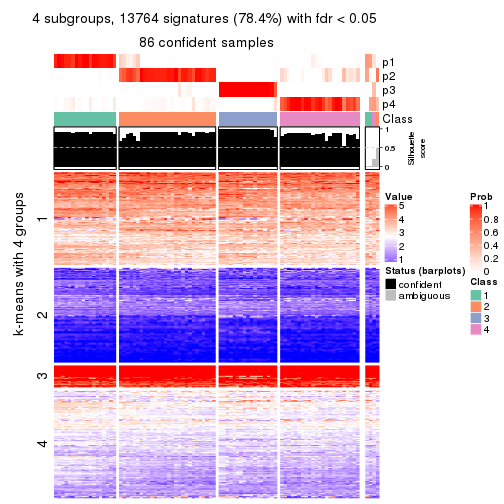 4 subgroups, 13764 signatures (78.4%) with fdr < 0.05
86 confident samples
p1
p2
p3
p4
Class
1
0.5
0
Silhouette
score
k-means with 4 groups
1
2
3
4
Value
5
4
3
2
1
Status (barplots)
confident
ambiguous
Prob
1
0.8
0.6
0.4
0.2
0
Class
1
2
3
4